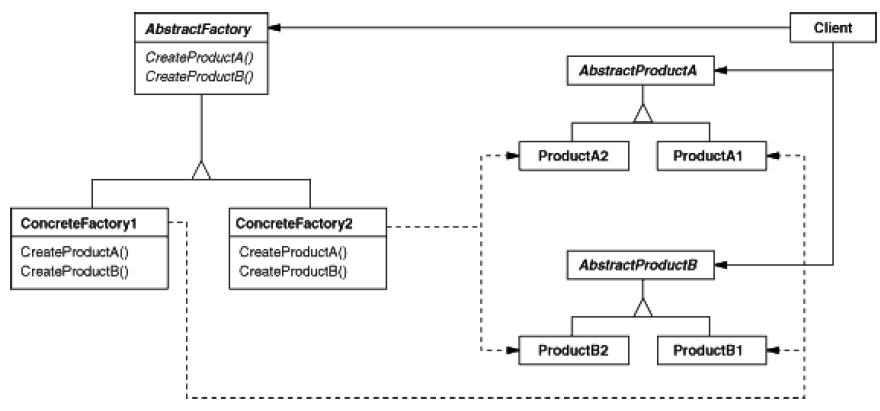 AbstractFactory
CreateProductA()
CreateProductB()
Client
AbstractProductA
ProductA2
ProductA1
ConcreteFactory1
CreateProductA()
CreateProductB()
ConcreteFactory2
CreateProductA()
CreateProductB()
AbstractProductB
ProductB2
ProductB1